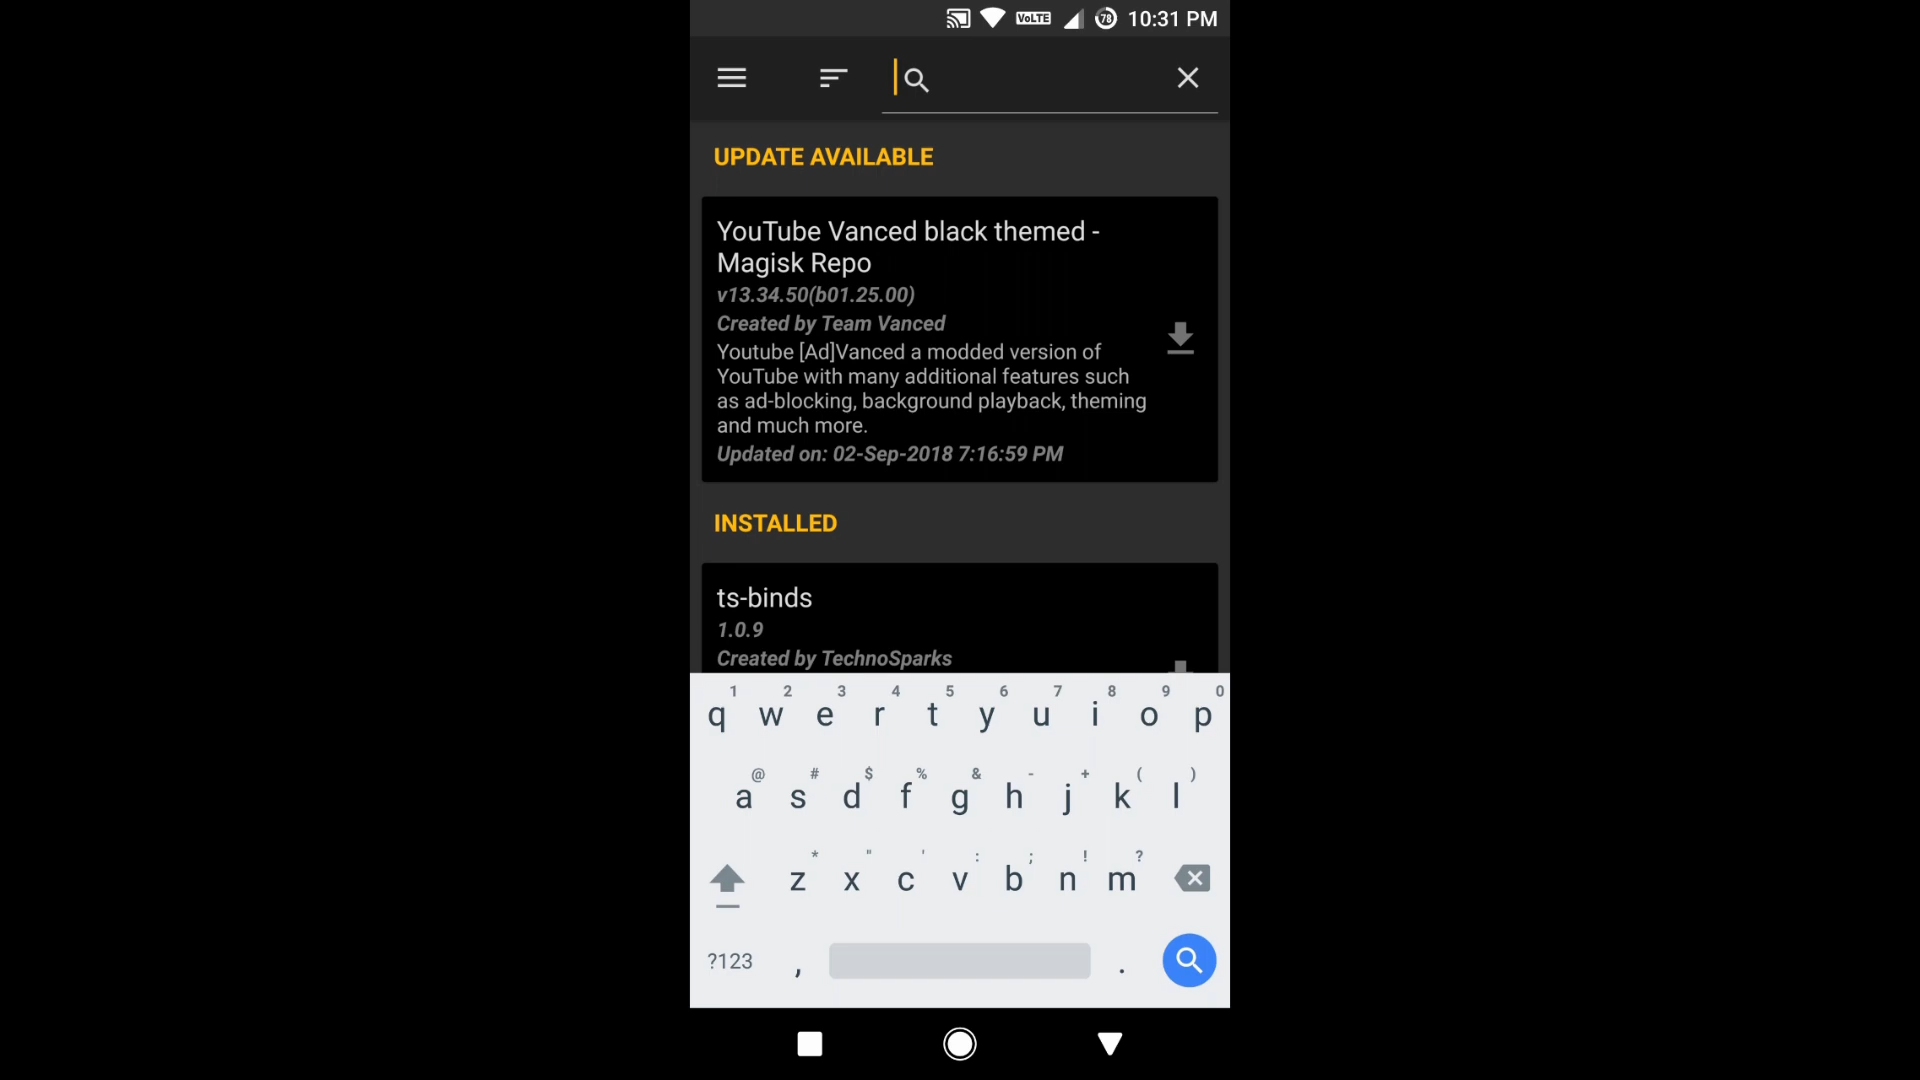 VoLTE 78 10:31 PM
UPDATE AVAILABLE
YouTube Vanced black themed -
Magisk Repo
v13.34.50(b01.25.00)
Created by Team Vanced
Youtube [Ad]Vanced a modded version of
YouTube with many additional features such
as ad-blocking, background playback, theming
and much more.
Updated on: 02-Sep-2018 7:16:59 PM
INSTALLED
ts-binds
1.0.9
Created by TechnoSparks
1 2 3 4 5 6 7 8 9 0
q w e r t y u i o p
@ # $ % & - + ( )
a s d f g h j k l
* " ' : ; ! ?
z x c v b n m
?123 , .